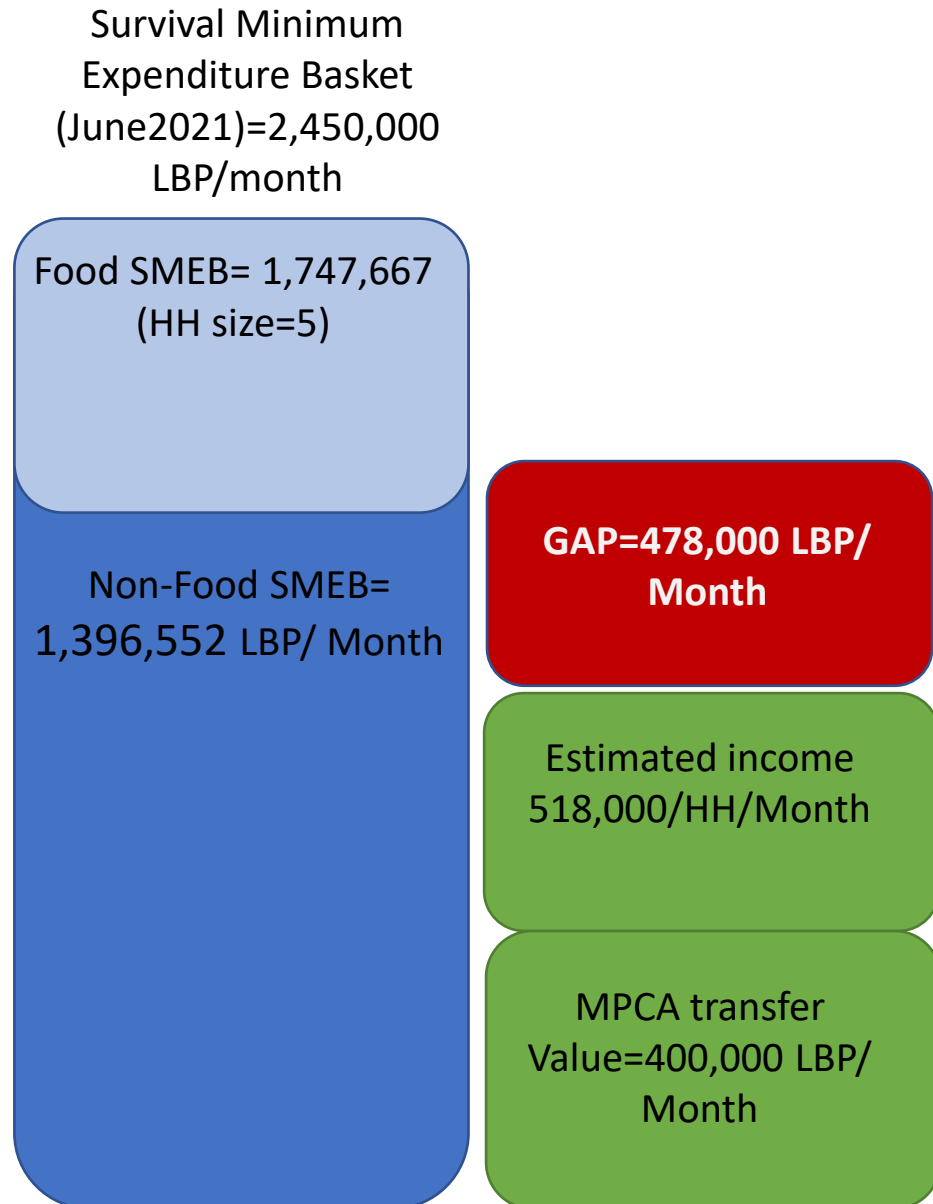 Survival Minimum
Expenditure Basket
(June2021)=2,450,000
LBP/month
Food SMEB= 1,747,667
(HH size=5)
Non-Food SMEB=
1,396,552 LBP/ Month
GAP=478,000 LBP/
Month
Estimated income
518,000/HH/Month
MPCA transfer
Value=400,000 LBP/
Month